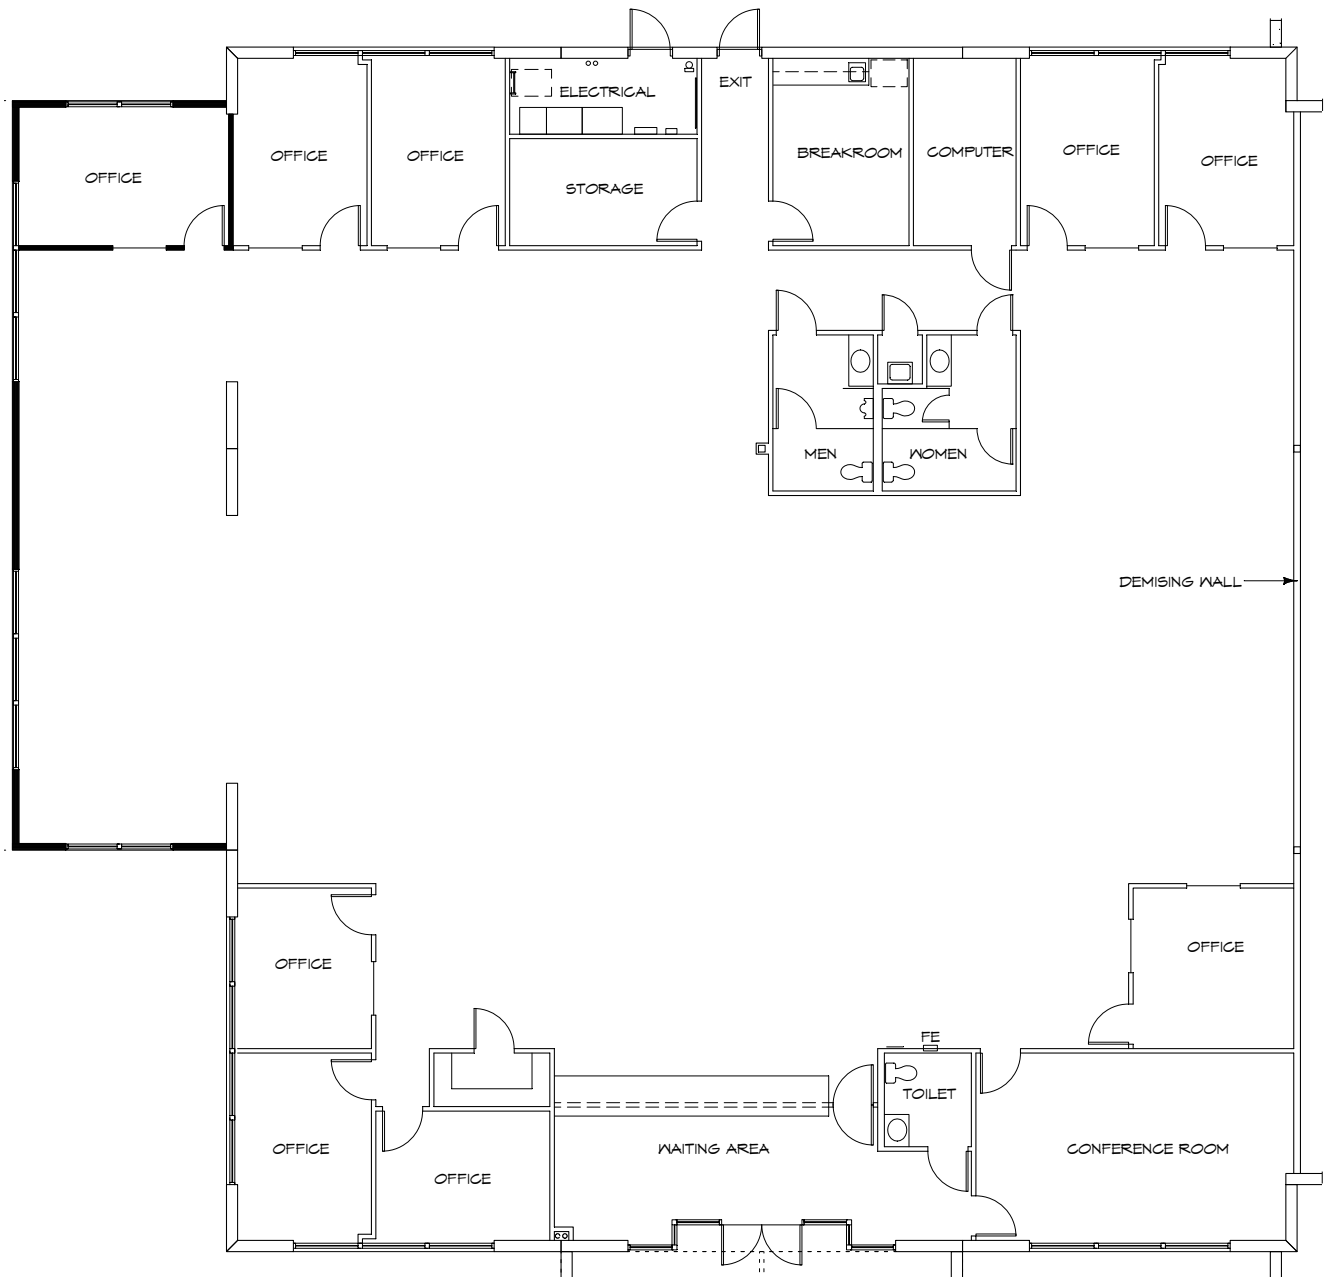 EXIT
ELECTRICAL
OFFICE
OFFICE
OFFICE
STORAGE
BREAKROOM
COMPUTER
OFFICE
OFFICE
MEN
WOMEN
DEMISING WALL
OFFICE
OFFICE
FE
TOILET
OFFICE
OFFICE
WAITING AREA
CONFERENCE ROOM